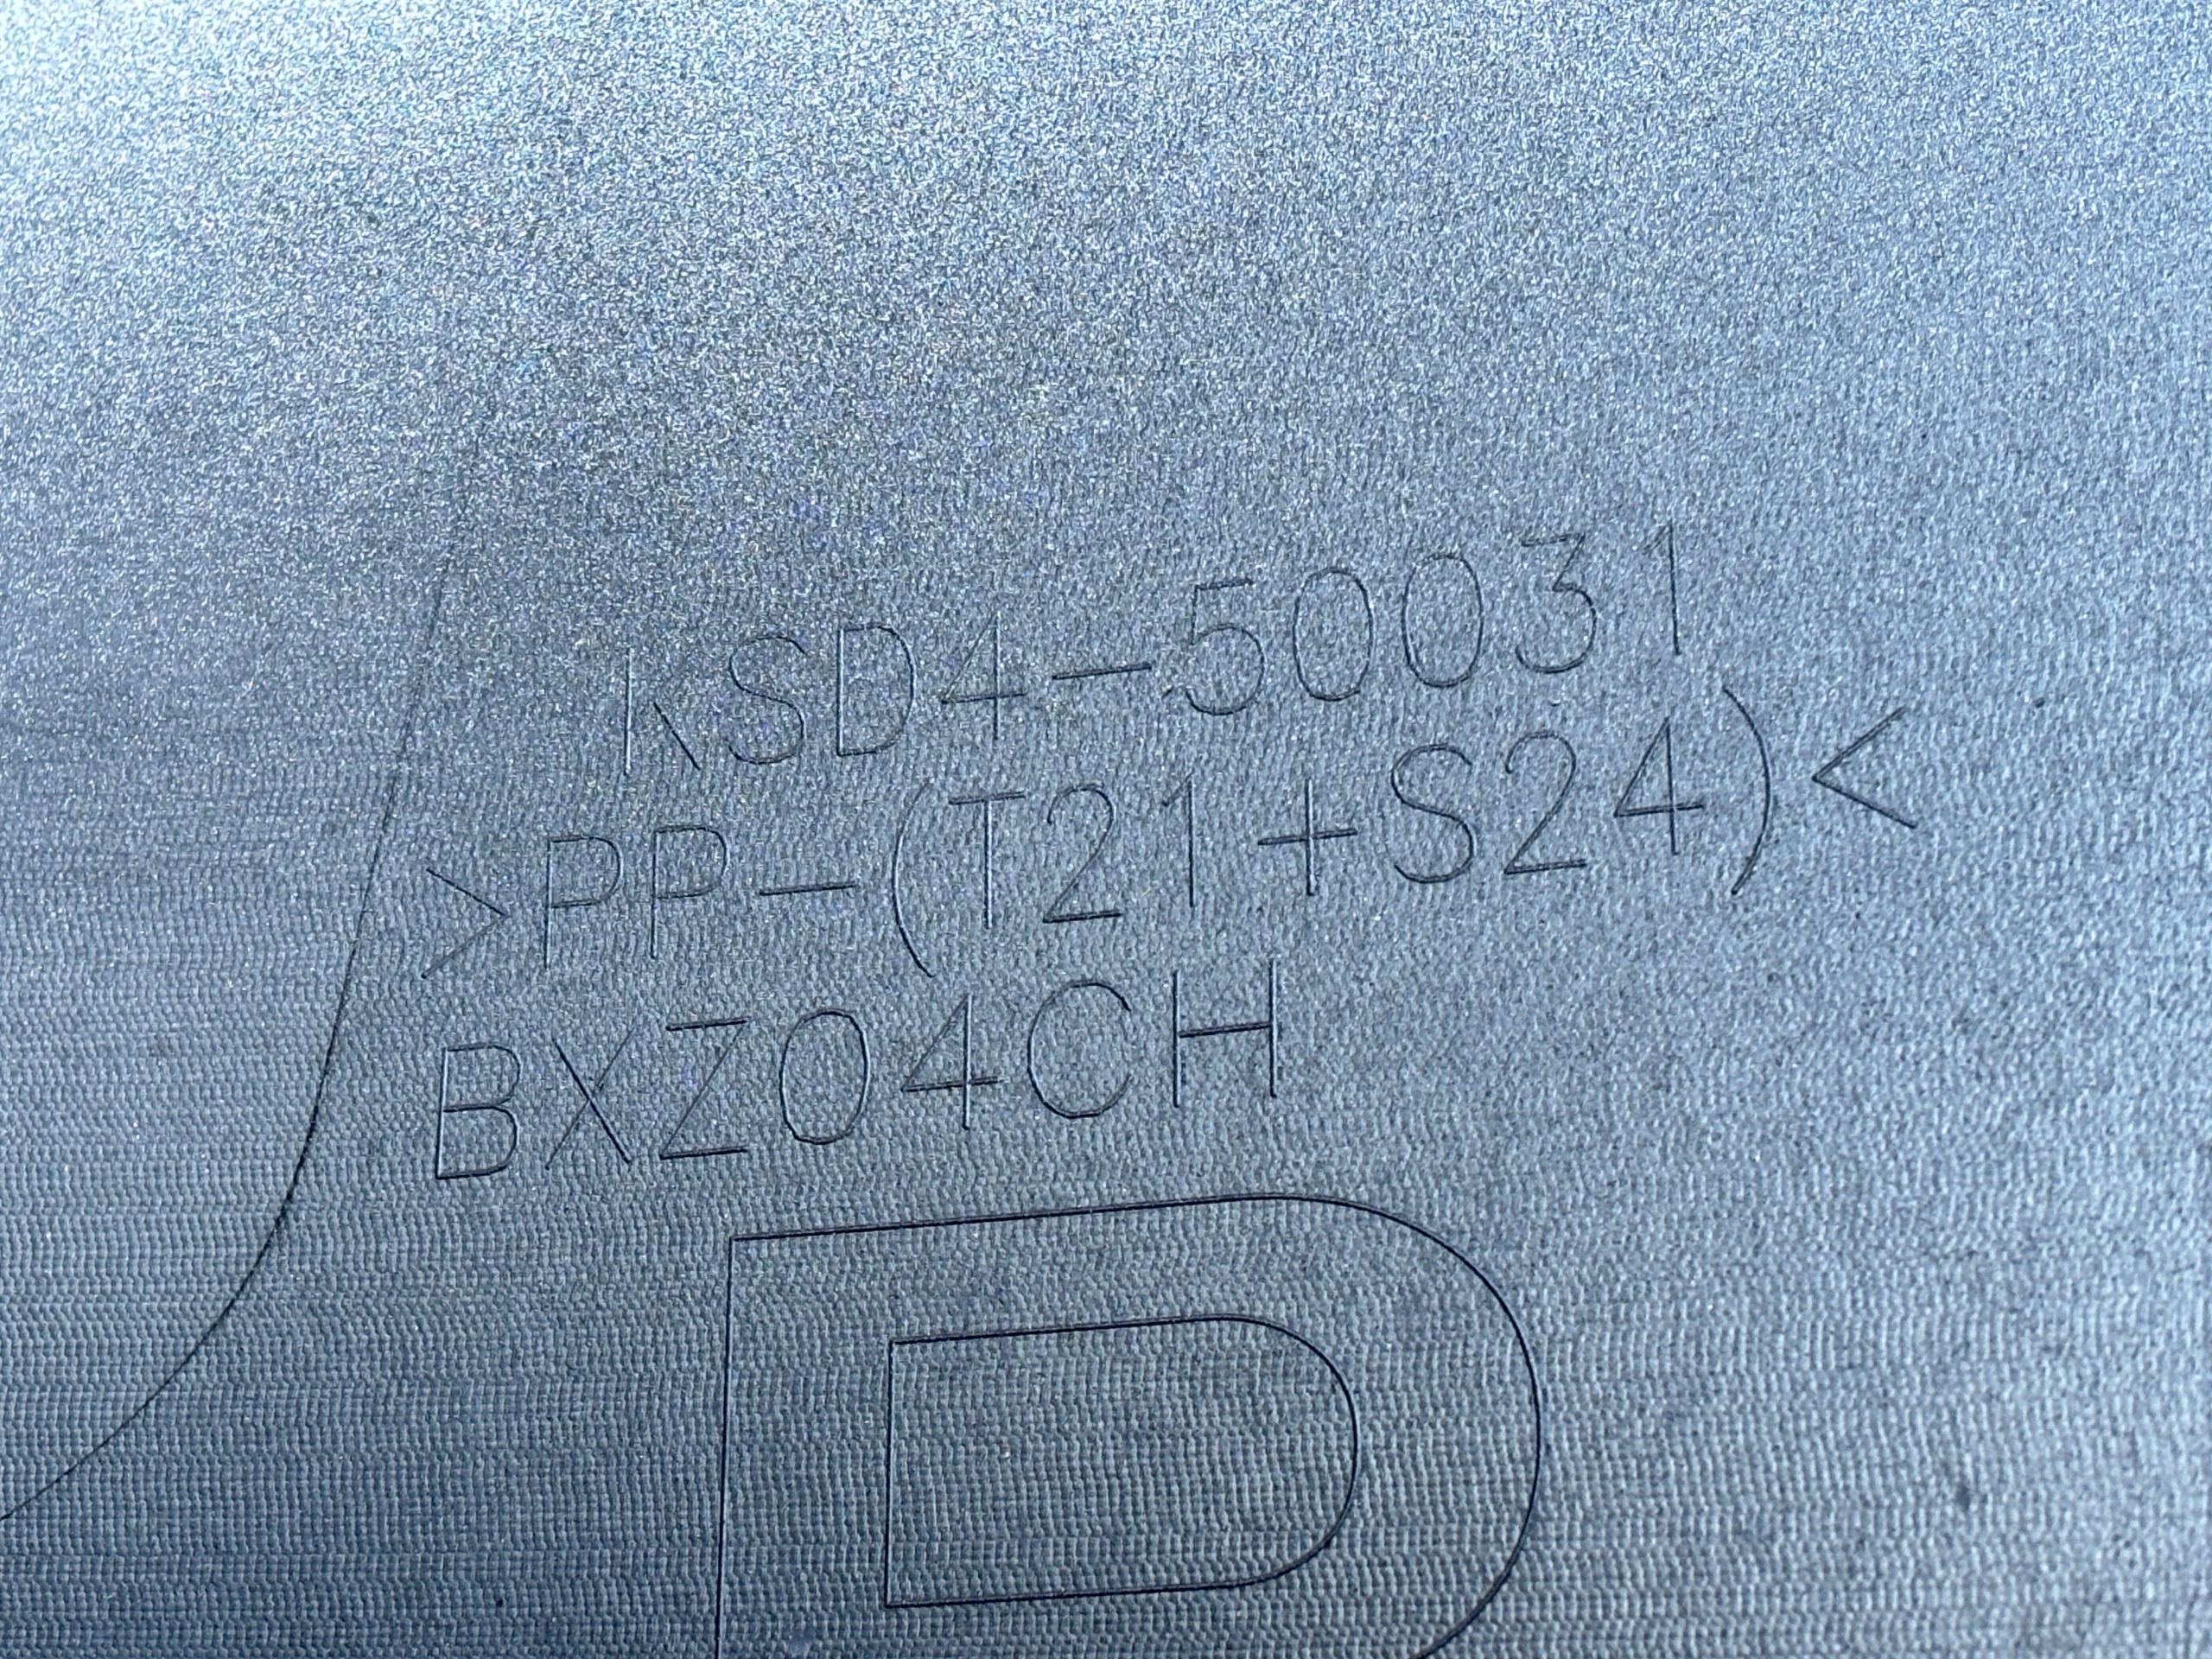 KSD4-50031
>PP-(T21+S24)<
BXZ04CH
D